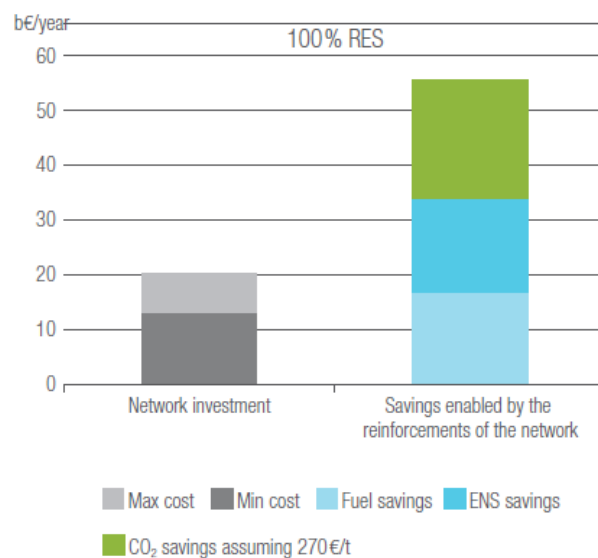 b€/year
100% RES
60
50
40
30
20
10
0
Network investment
Savings enabled by the
reinforcements of the network
Max cost Min cost Fuel savings ENS savings
CO₂ savings assuming 270€/t